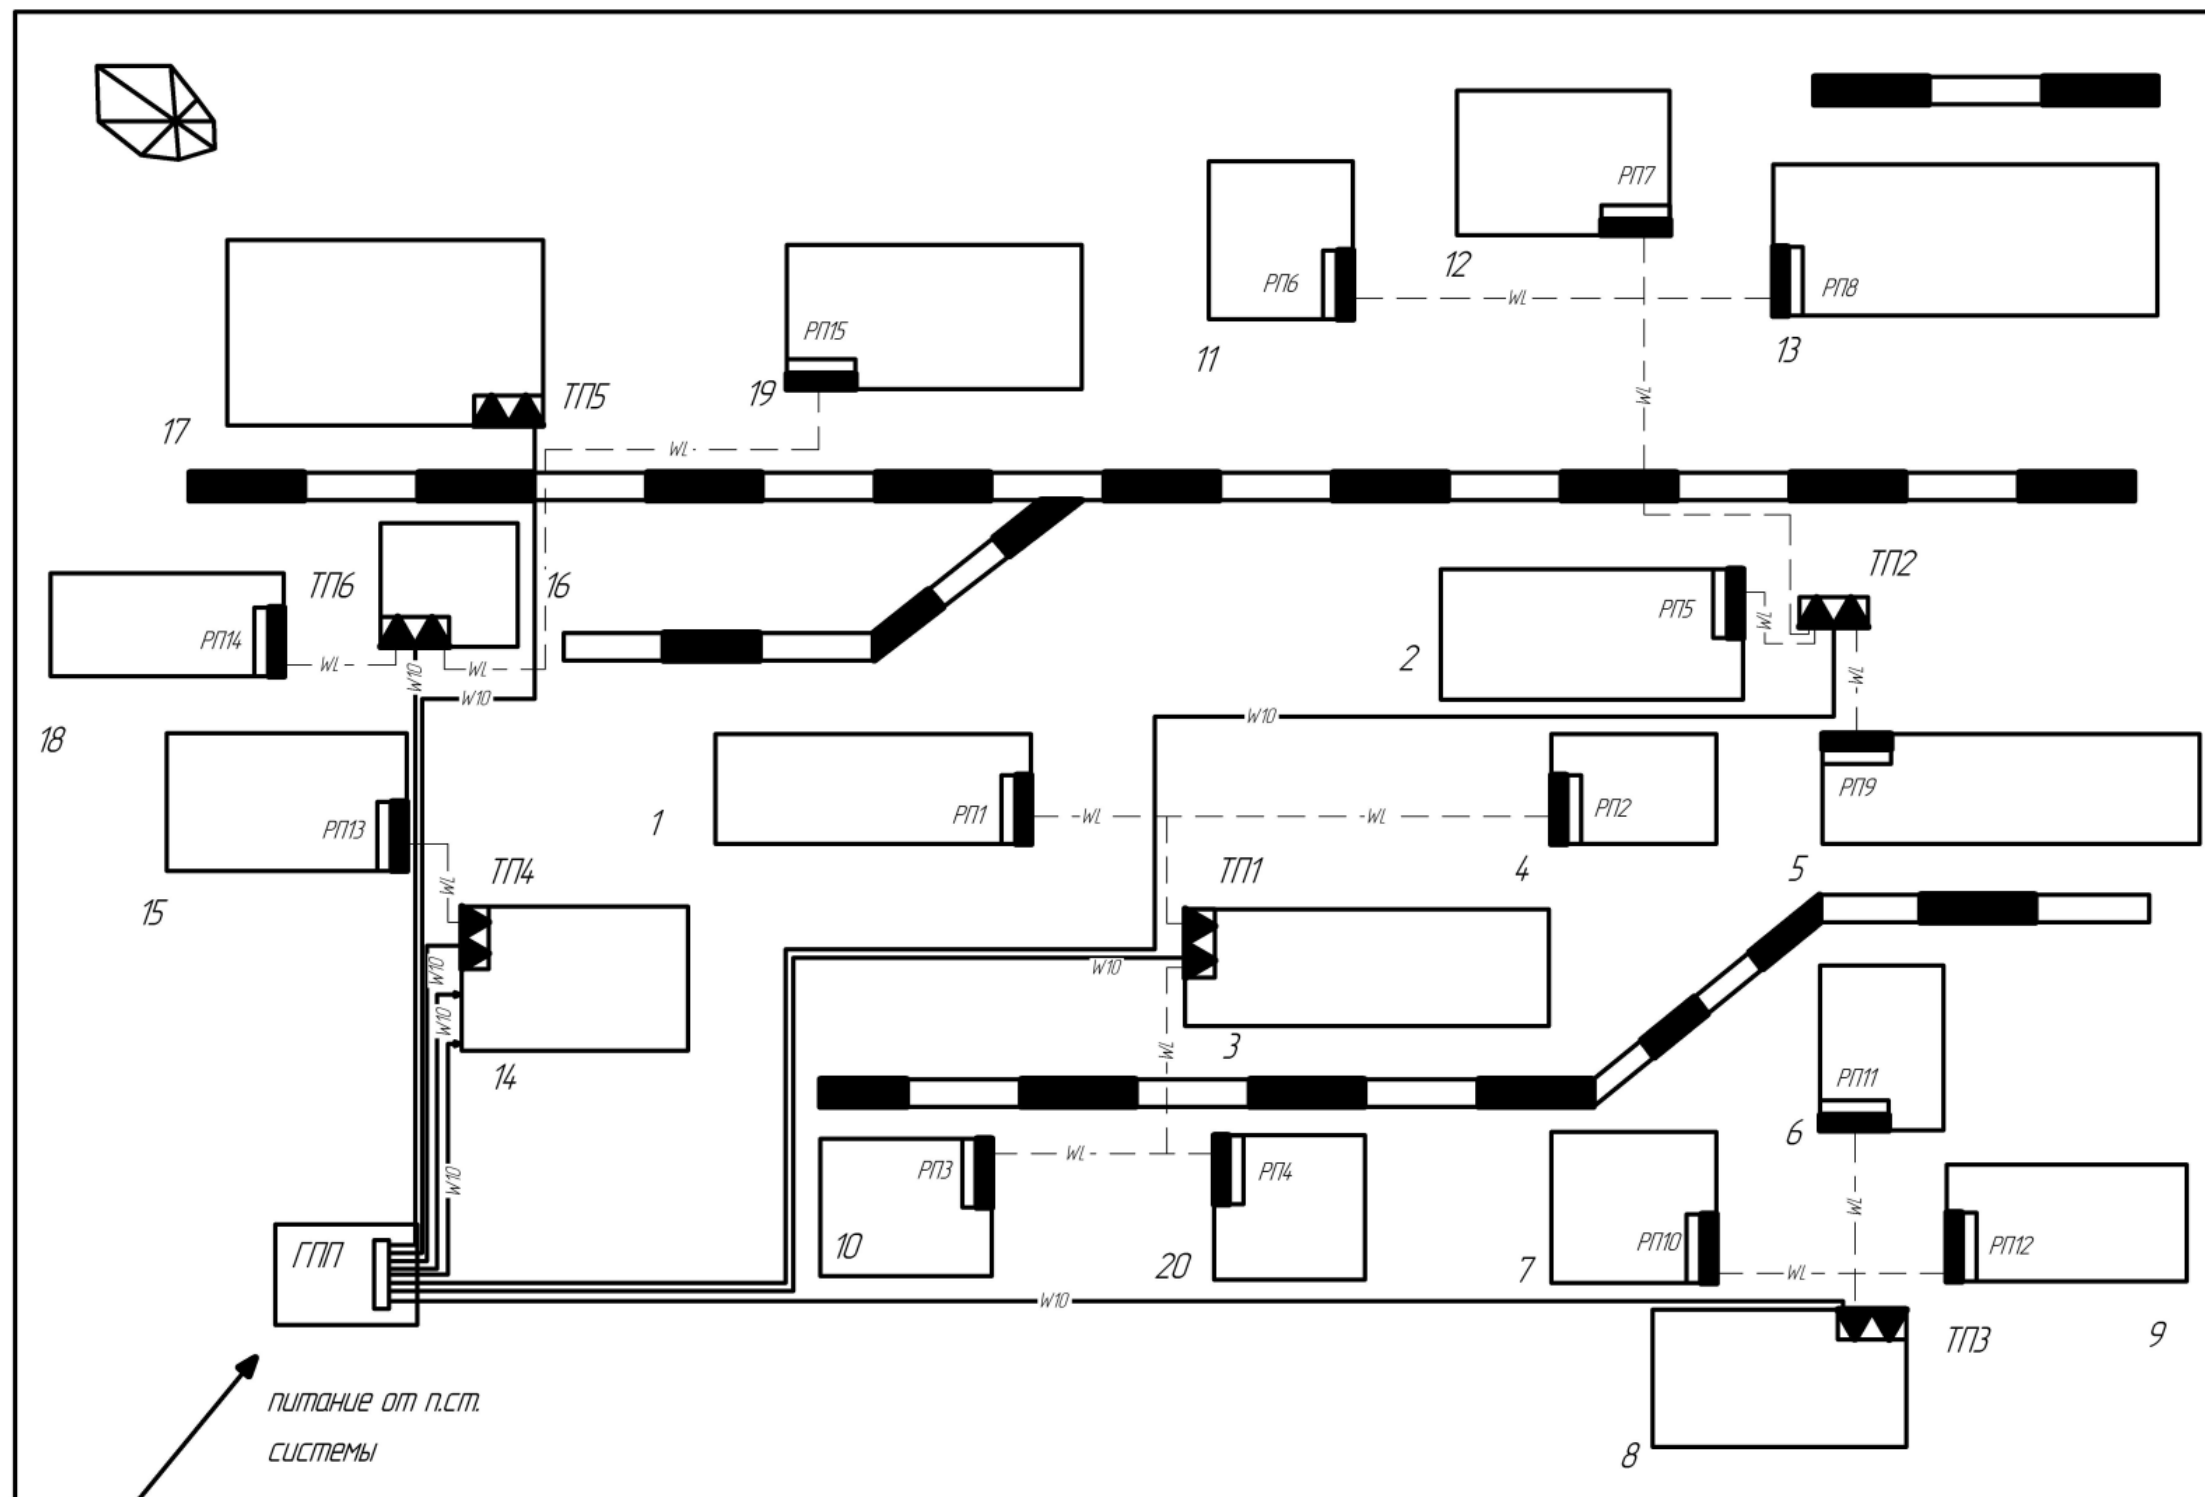 РП7
12
РП6
WL
РП8
11
13
РП15
19
ТП5
17
WL
WL
ТП6
16
ТП2
РП14
WL
WL
W10
W10
РП5
WL
WL
2
18
W10
РП13
1
РП1
WL
WL
РП2
РП9
15
WL
ТП4
ТП1
4
5
W10
W10
W10
WL
3
14
РП11
6
W10
РП3
WL
РП4
10
20
РП10
7
WL
WL
РП12
ГПП
W10
ТП3
9
8
питание от п.ст.
системы